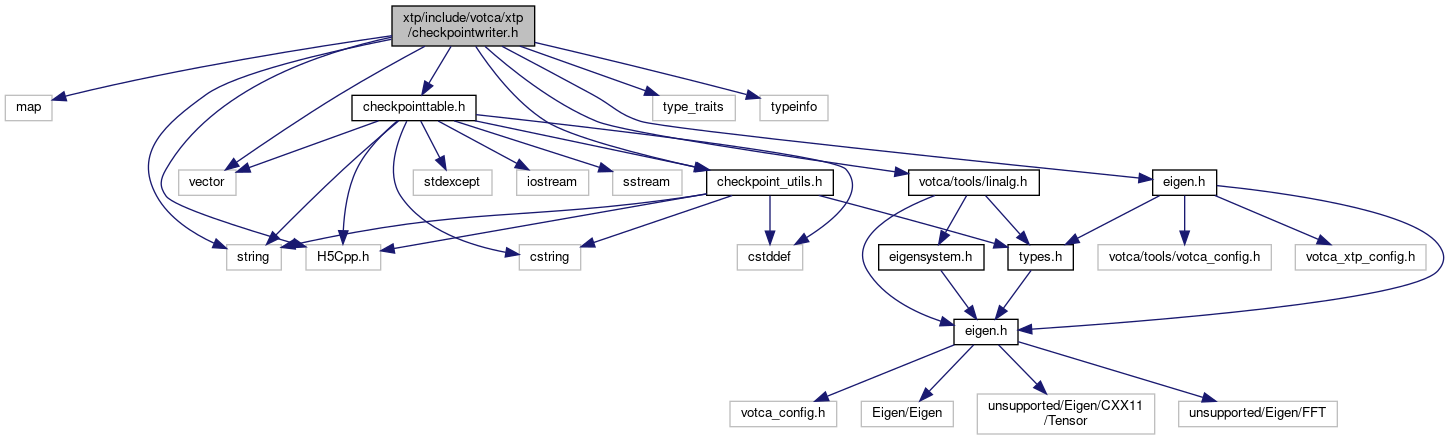 xtp/include/votca/xtp
/checkpointwriter.h
map
checkpointtable.h
type_traits
typeinfo
vector
stdexcept
iostream
sstream
checkpoint_utils.h
votca/tools/linalg.h
eigen.h
string
H5Cpp.h
cstring
cstddef
eigensystem.h
types.h
votca/tools/votca_config.h
votca_xtp_config.h
eigen.h
votca_config.h
Eigen/Eigen
unsupported/Eigen/CXX11
/Tensor
unsupported/Eigen/FFT